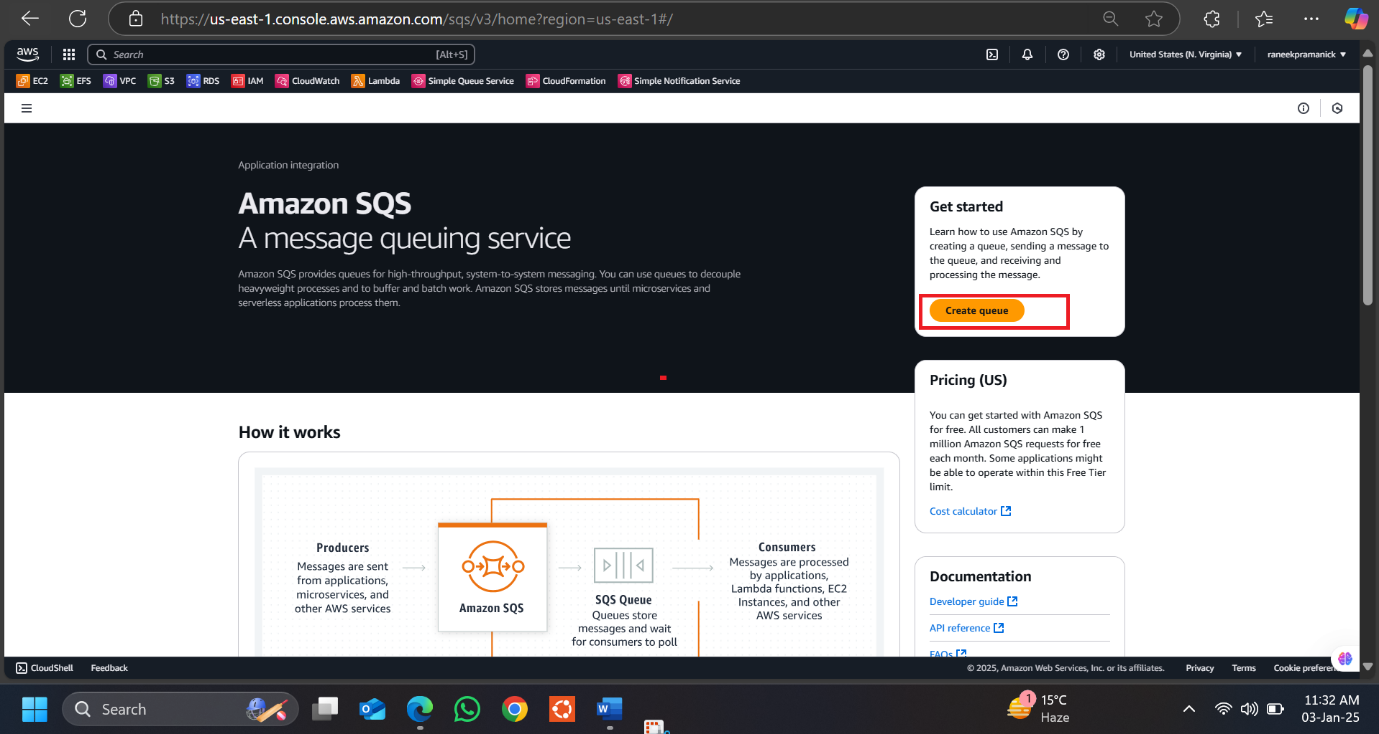 https://us-east-1.console.aws.amazon.com/sqs/v3/home?region=us-east-1#/
aws
Search
[Alt+S]
United States (N. Virginia)
raneekpramanick
EC2 EFS VPC S3 RDS IAM CloudWatch Lambda Simple Queue Service CloudFormation Simple Notification Service
Application integration
Amazon SQS
A message queuing service
Amazon SQS provides queues for high-throughput, system-to-system messaging. You can use queues to decouple
heavyweight processes and to buffer and batch work. Amazon SQS stores messages until microservices and
serverless applications process them.
Get started
Learn how to use Amazon SQS by
creating a queue, sending a message to
the queue, and receiving and
processing the message.
Create queue
Pricing (US)
You can get started with Amazon SQS
for free. All customers can make 1
million Amazon SQS requests for free
each month. Some applications might
be able to operate within this Free Tier
limit.
Cost calculator
How it works
Producers
Messages are sent
from applications,
microservices, and
other AWS services
Amazon SQS
SQS Queue
Queues store
messages and wait
for consumers to poll
Consumers
Messages are processed
by applications,
Lambda functions, EC2
Instances, and other
AWS services
Documentation
Developer guide
API reference
FAQs
CloudShell
Feedback
© 2025, Amazon Web Services, Inc. or its affiliates.
Privacy
Terms
Cookie preferen
Search
1
15°C
Haze
11:32 AM
03-Jan-25